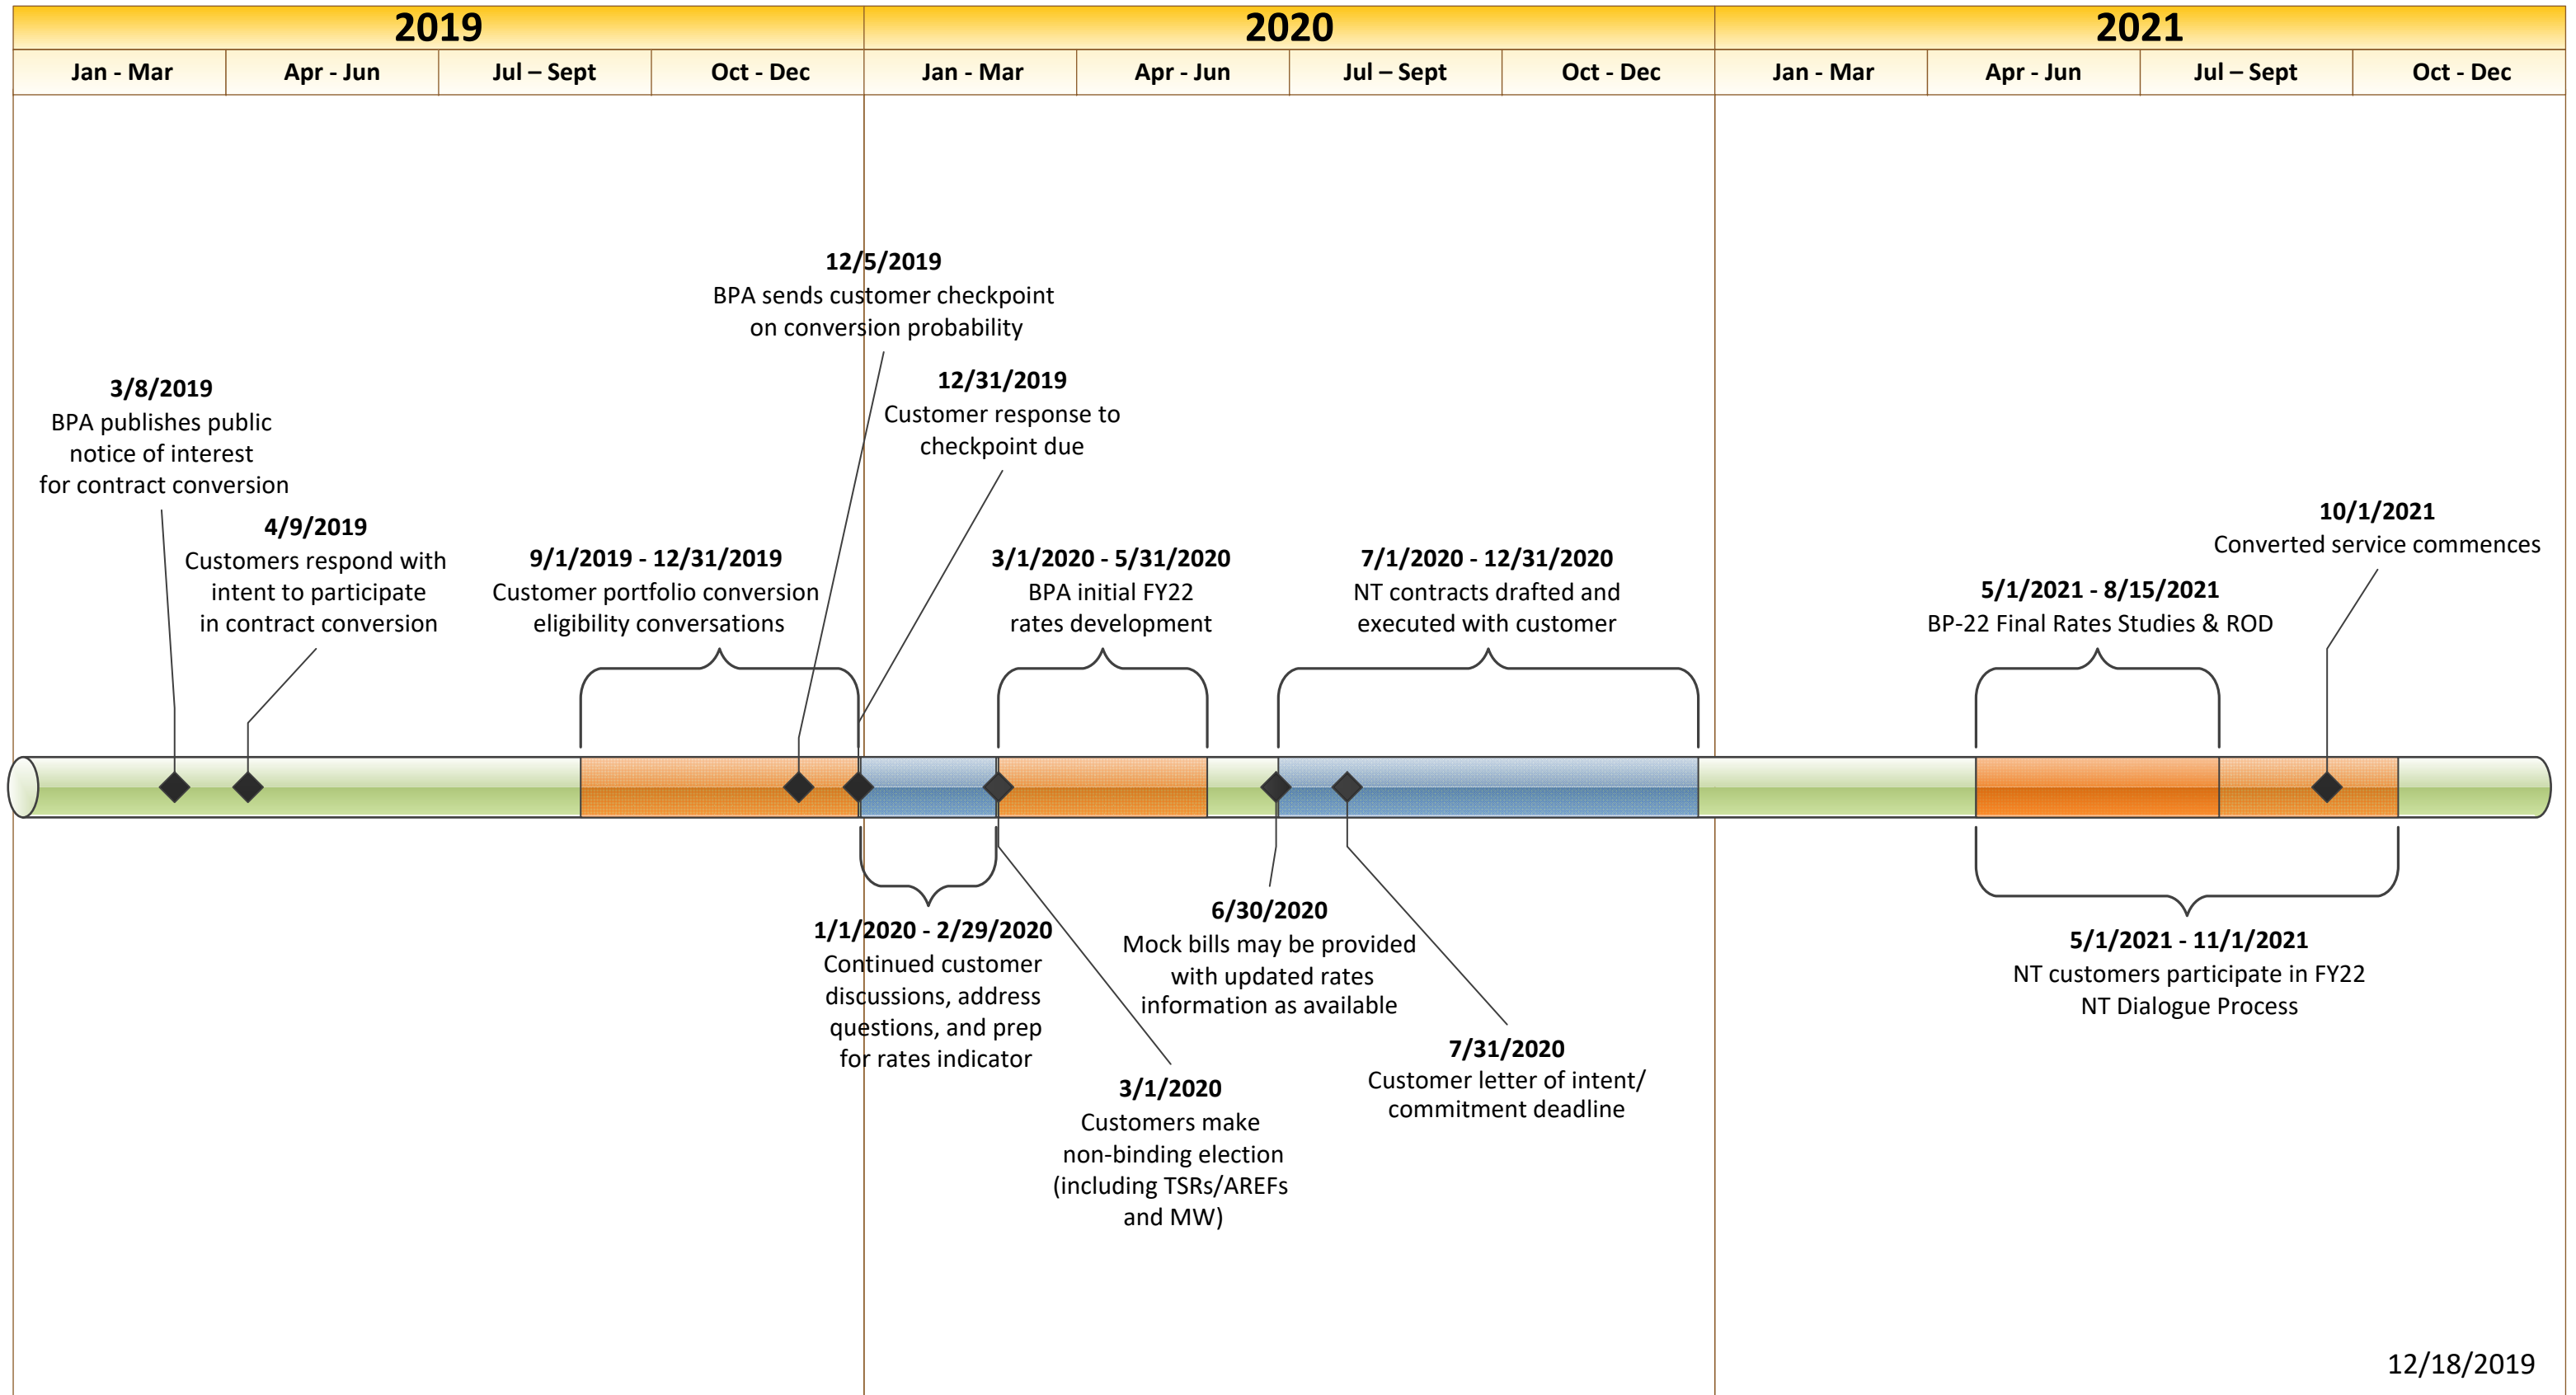 2019
2020
2021
Jan - Mar
Apr - Jun
Jul – Sept
Oct - Dec
Jan - Mar
Apr - Jun
Jul – Sept
Oct - Dec
Jan - Mar
Apr - Jun
Jul – Sept
Oct - Dec
12/5/2019
BPA sends customer checkpoint
on conversion probability
3/8/2019
BPA publishes public
notice of interest
for contract conversion
12/31/2019
Customer response to
checkpoint due
4/9/2019
Customers respond with
intent to participate
in contract conversion
9/1/2019 - 12/31/2019
Customer portfolio conversion
eligibility conversations
3/1/2020 - 5/31/2020
BPA initial FY22
rates development
7/1/2020 - 12/31/2020
NT contracts drafted and
executed with customer
5/1/2021 - 8/15/2021
BP-22 Final Rates Studies & ROD
10/1/2021
Converted service commences
1/1/2020 - 2/29/2020
Continued customer
discussions, address
questions, and prep
for rates indicator
3/1/2020
Customers make
non-binding election
(including TSRs/AREFs
and MW)
6/30/2020
Mock bills may be provided
with updated rates
information as available
7/31/2020
Customer letter of intent/
commitment deadline
5/1/2021 - 11/1/2021
NT customers participate in FY22
NT Dialogue Process
12/18/2019